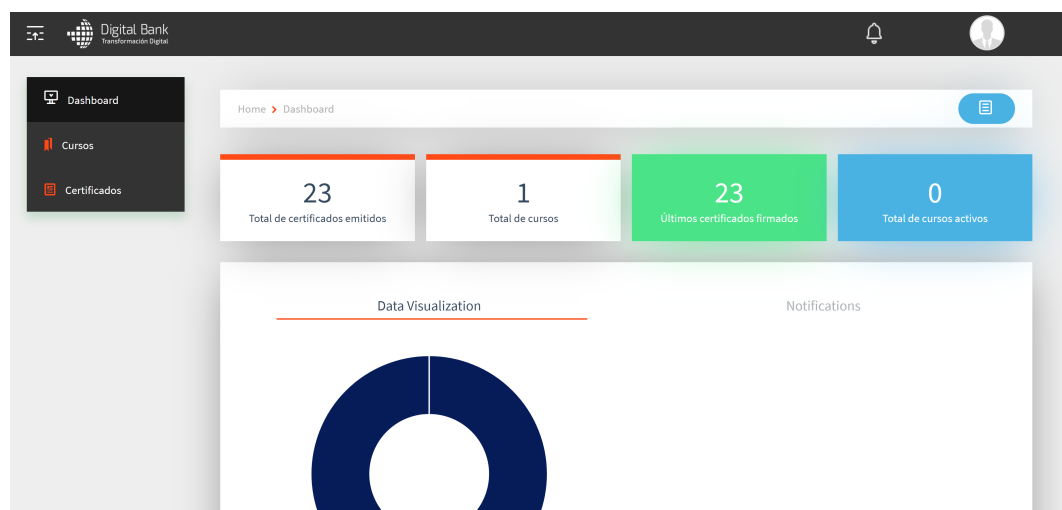 Digital Bank
Transformación Digital
Dashboard
Cursos
Certificados
Home > Dashboard
23
Total de certificados emitidos
1
Total de cursos
23
Últimos certificados firmados
0
Total de cursos activos
Data Visualization
Notifications